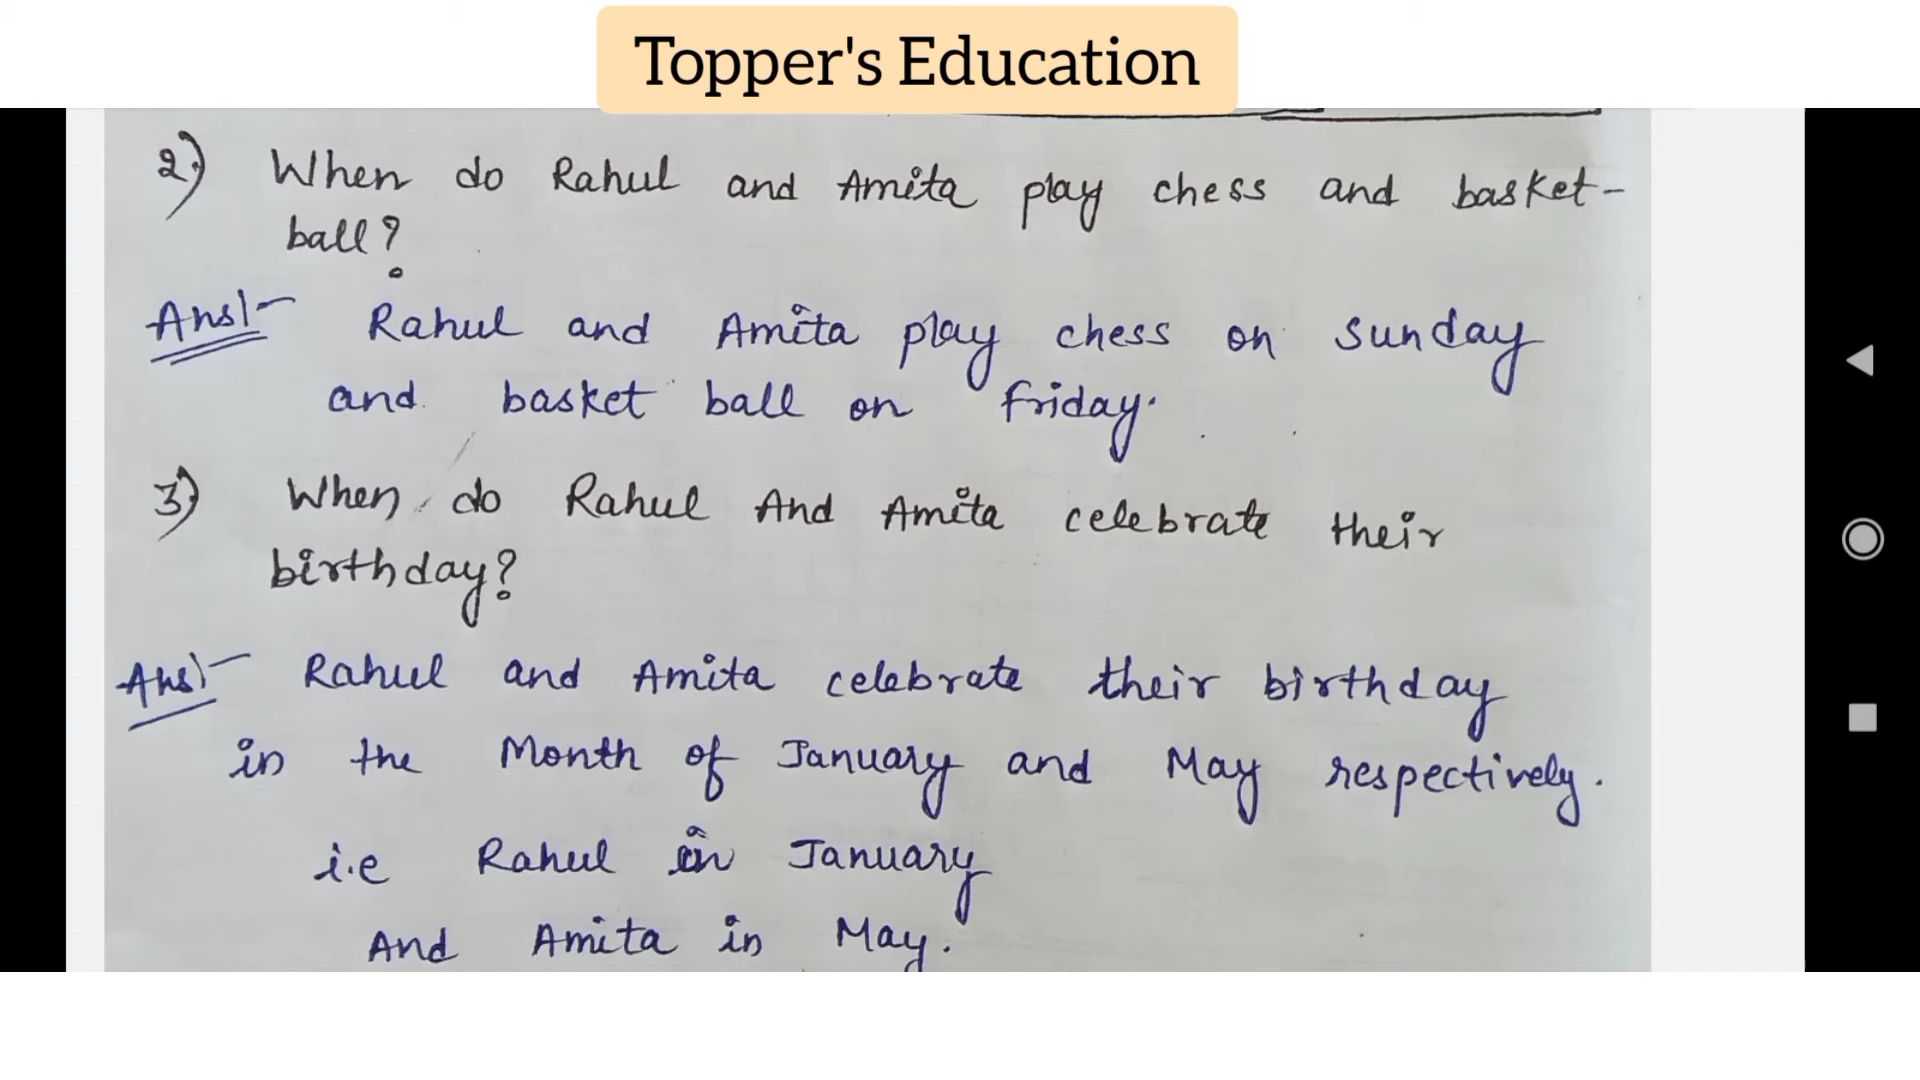 Topper's Education
2) When do Rahul and Amita play chess and basket-
ball?
Ans:- Rahul and Amita play chess on Sunday
and basket ball on friday.
3) When do Rahul And Amita celebrate their
birthday?
Ans:- Rahul and Amita celebrate their birthday
in the Month of January and May respectively.
i.e Rahul in January
And Amita in May.